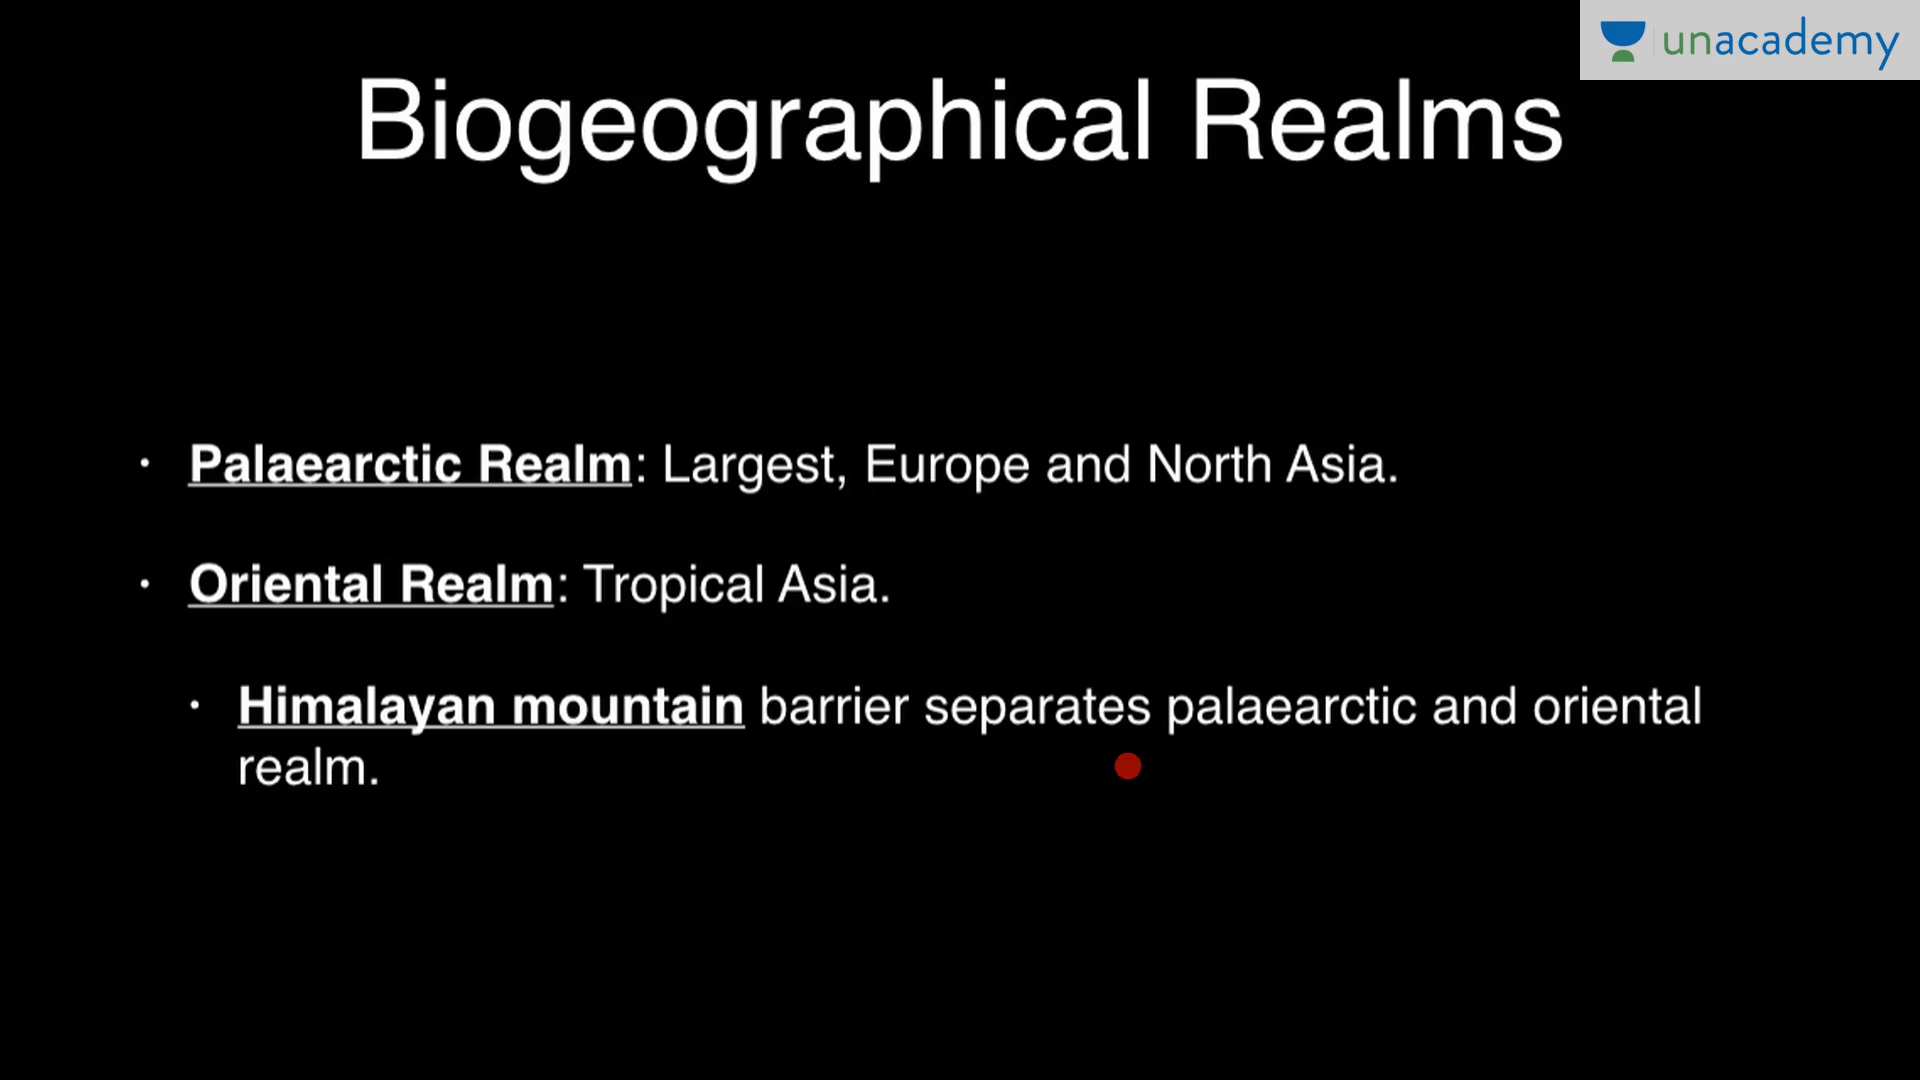 unacademy
Biogeographical Realms
• Palaearctic Realm: Largest, Europe and North Asia.
• Oriental Realm: Tropical Asia.
• Himalayan mountain barrier separates palaearctic and oriental
realm.